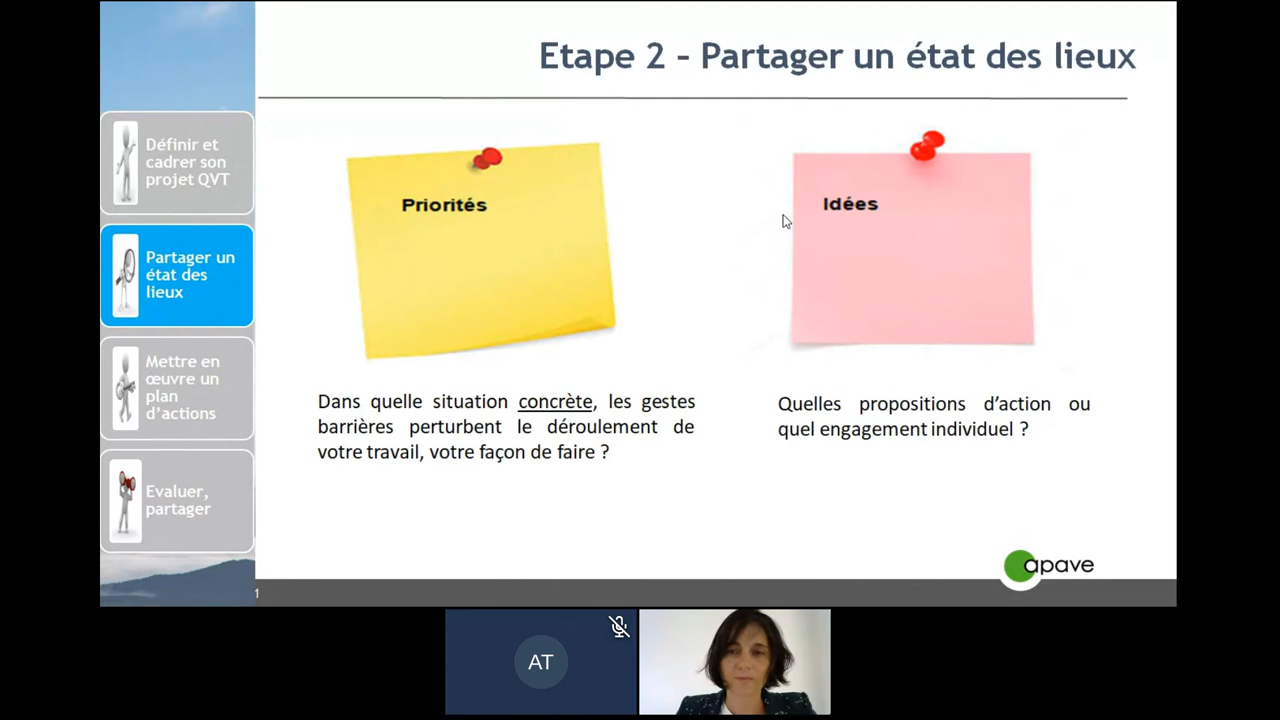 Etape 2 – Partager un état des lieux
Définir et
cadrer son
projet QVT
Partager un
état des
lieux
Mettre en
œuvre un
plan
d’actions
Evaluer,
partager
Priorités
Idées
Dans quelle situation concrète, les gestes
barrières perturbent le déroulement de
votre travail, votre façon de faire ?
Quelles propositions d’action ou
quel engagement individuel ?
apave
1
AT